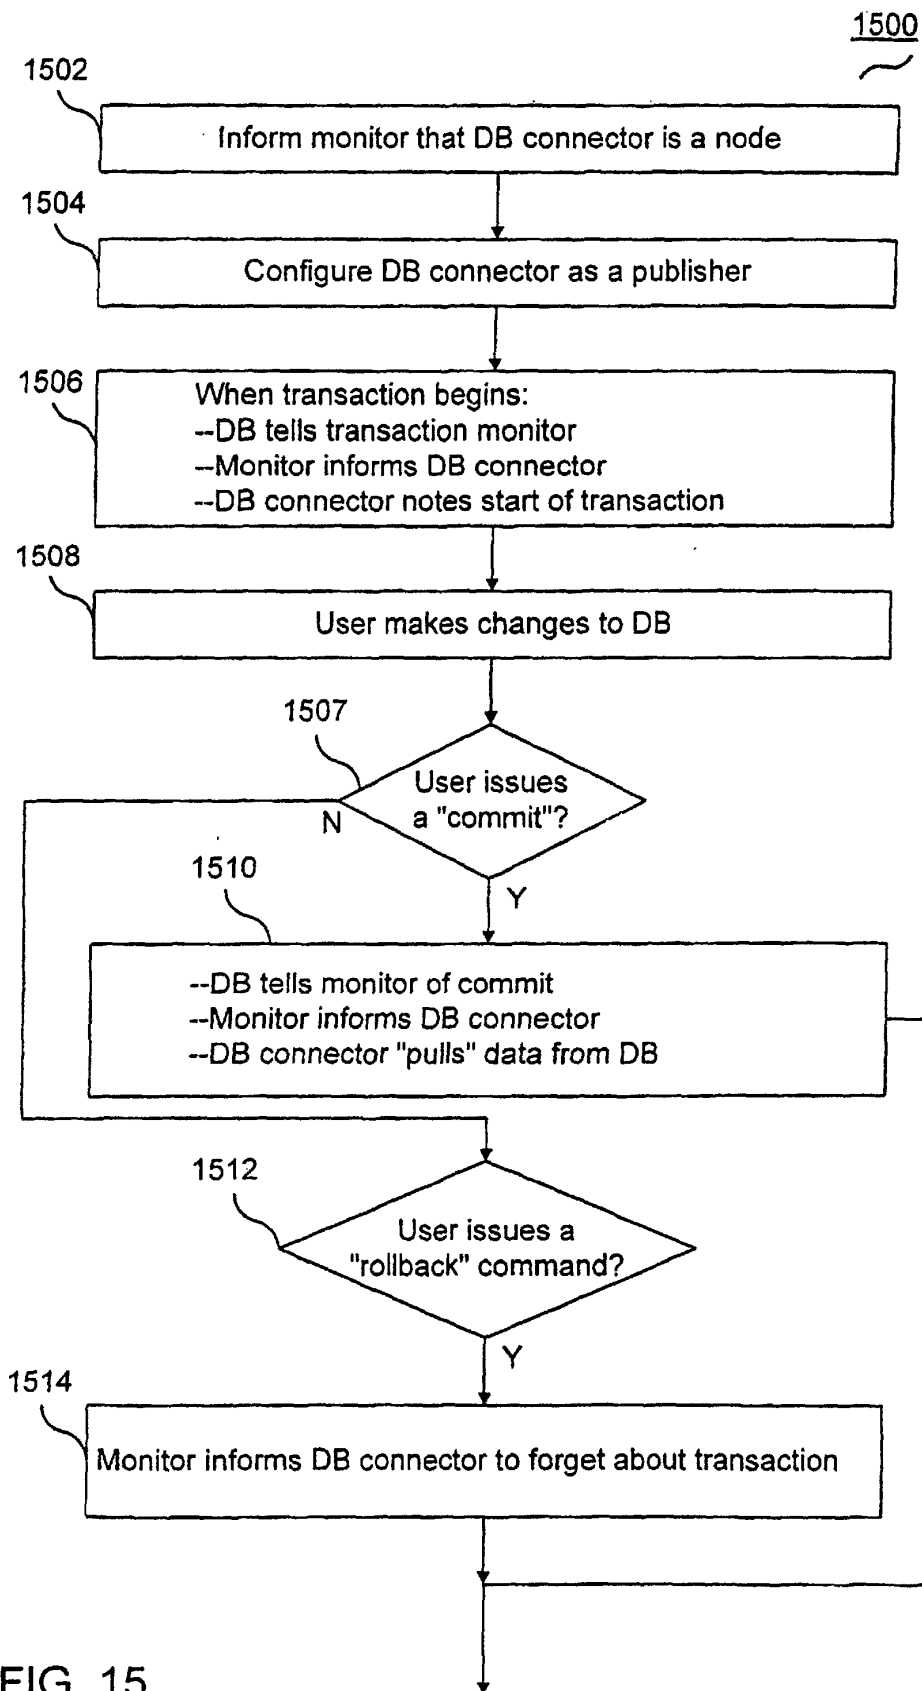 1500
1502
Inform monitor that DB connector is a node
1504
Configure DB connector as a publisher
1506
When transaction begins:
--DB tells transaction monitor
--Monitor informs DB connector
--DB connector notes start of transaction
1508
User makes changes to DB
1507
User issues
a "commit"?
N
Y
1510
--DB tells monitor of commit
--Monitor informs DB connector
--DB connector "pulls" data from DB
1512
User issues a
"rollback" command?
Y
1514
Monitor informs DB connector to forget about transaction
FIG. 15